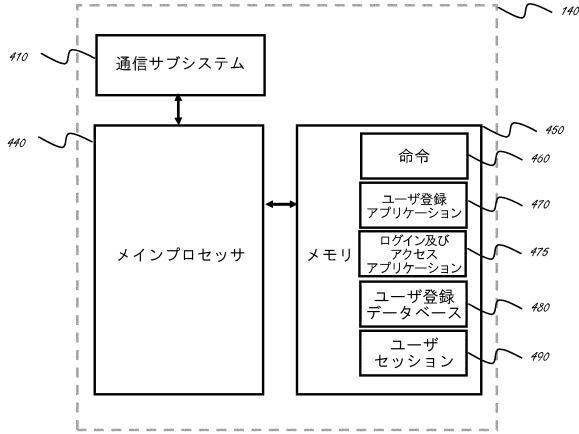 140
410
通信サブシステム
440
メインプロセッサ
450
メモリ
命令
460
ユーザ登録
アプリケーション
470
ログイン及び
アクセス
アプリケーション
475
ユーザ登録
データベース
480
ユーザ
セッション
490